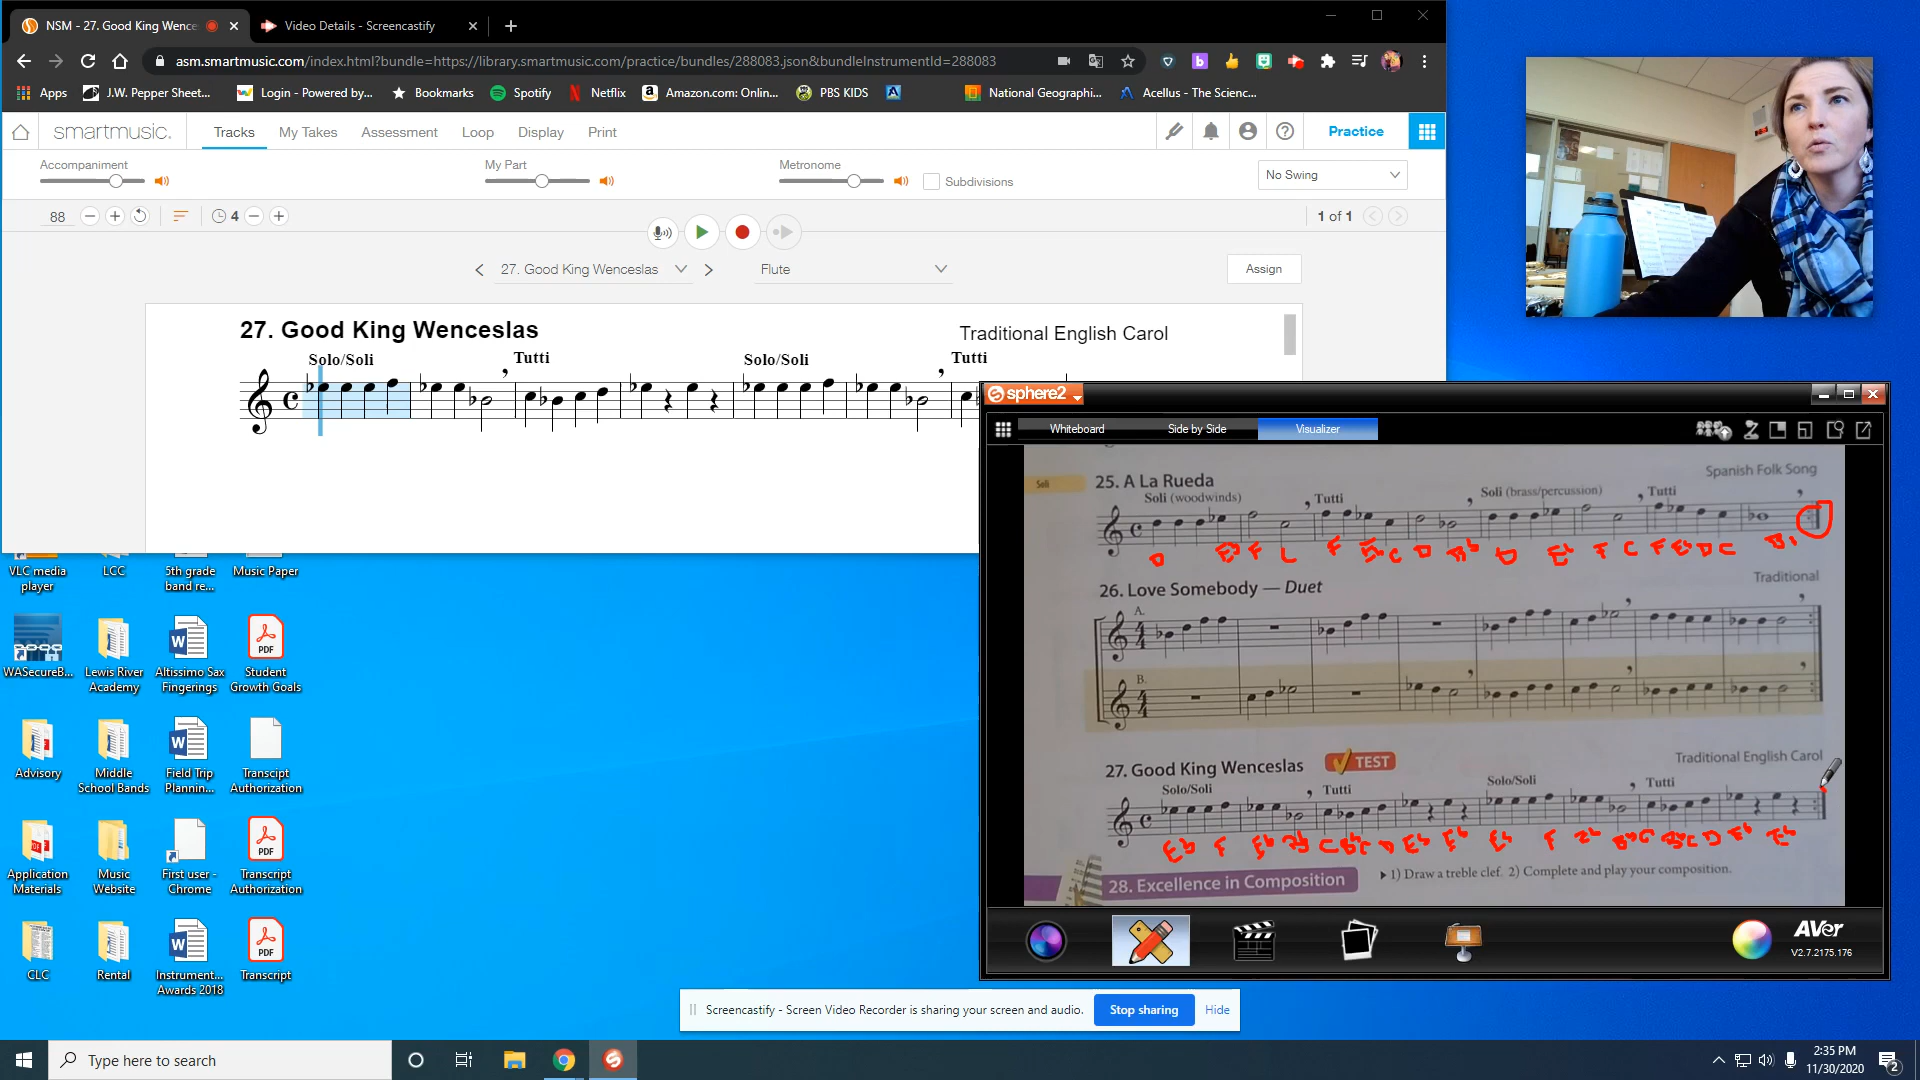 NSM - 27. Good King Wence
Video Details - Screencastify
asm.smartmusic.com/index.html?bundle=https://library.smartmusic.com/practice/bundles/288083.json&bundleInstrumentId=288083
Apps
J.W. Pepper Sheet...
Login - Powered by...
Bookmarks
Spotify
Netflix
Amazon.com: Onlin...
PBS KIDS
National Geographi...
Acellus - The Scienc...
smartmusic.
Tracks
My Takes
Assessment
Loop
Display
Print
Practice
Accompaniment
My Part
Metronome
Subdivisions
No Swing
88
4
1 of 1
27. Good King Wenceslas
Flute
Assign
27. Good King Wenceslas
Traditional English Carol
Solo/Soli
Tutti
Solo/Soli
Tutti
sphere2
Whiteboard
Side by Side
Visualizer
Soli
25. A La Rueda
Spanish Folk Song
Soli (woodwinds)
Tutti
Soli (brass/percussion)
Tutti
26. Love Somebody — Duet
Traditional
A.
B.
27. Good King Wenceslas
TEST
Traditional English Carol
Solo/Soli
Tutti
Solo/Soli
Tutti
28. Excellence in Composition
1) Draw a treble clef. 2) Complete and play your composition.
AVer
V2.7.2175.176
VLC media
player
LCC
5th grade
band re...
Music Paper
WASecureB...
Lewis River
Academy
Altissimo Sax
Fingerings
Student
Growth Goals
Advisory
Middle
School Bands
Field Trip
Plannin...
Transcipt
Authorization
Application
Materials
Music
Website
First user -
Chrome
Transcript
Authorization
CLC
Rental
Instrument...
Awards 2018
Transcript
Screencastify - Screen Video Recorder is sharing your screen and audio.
Stop sharing
Hide
Type here to search
2:35 PM
11/30/2020
2